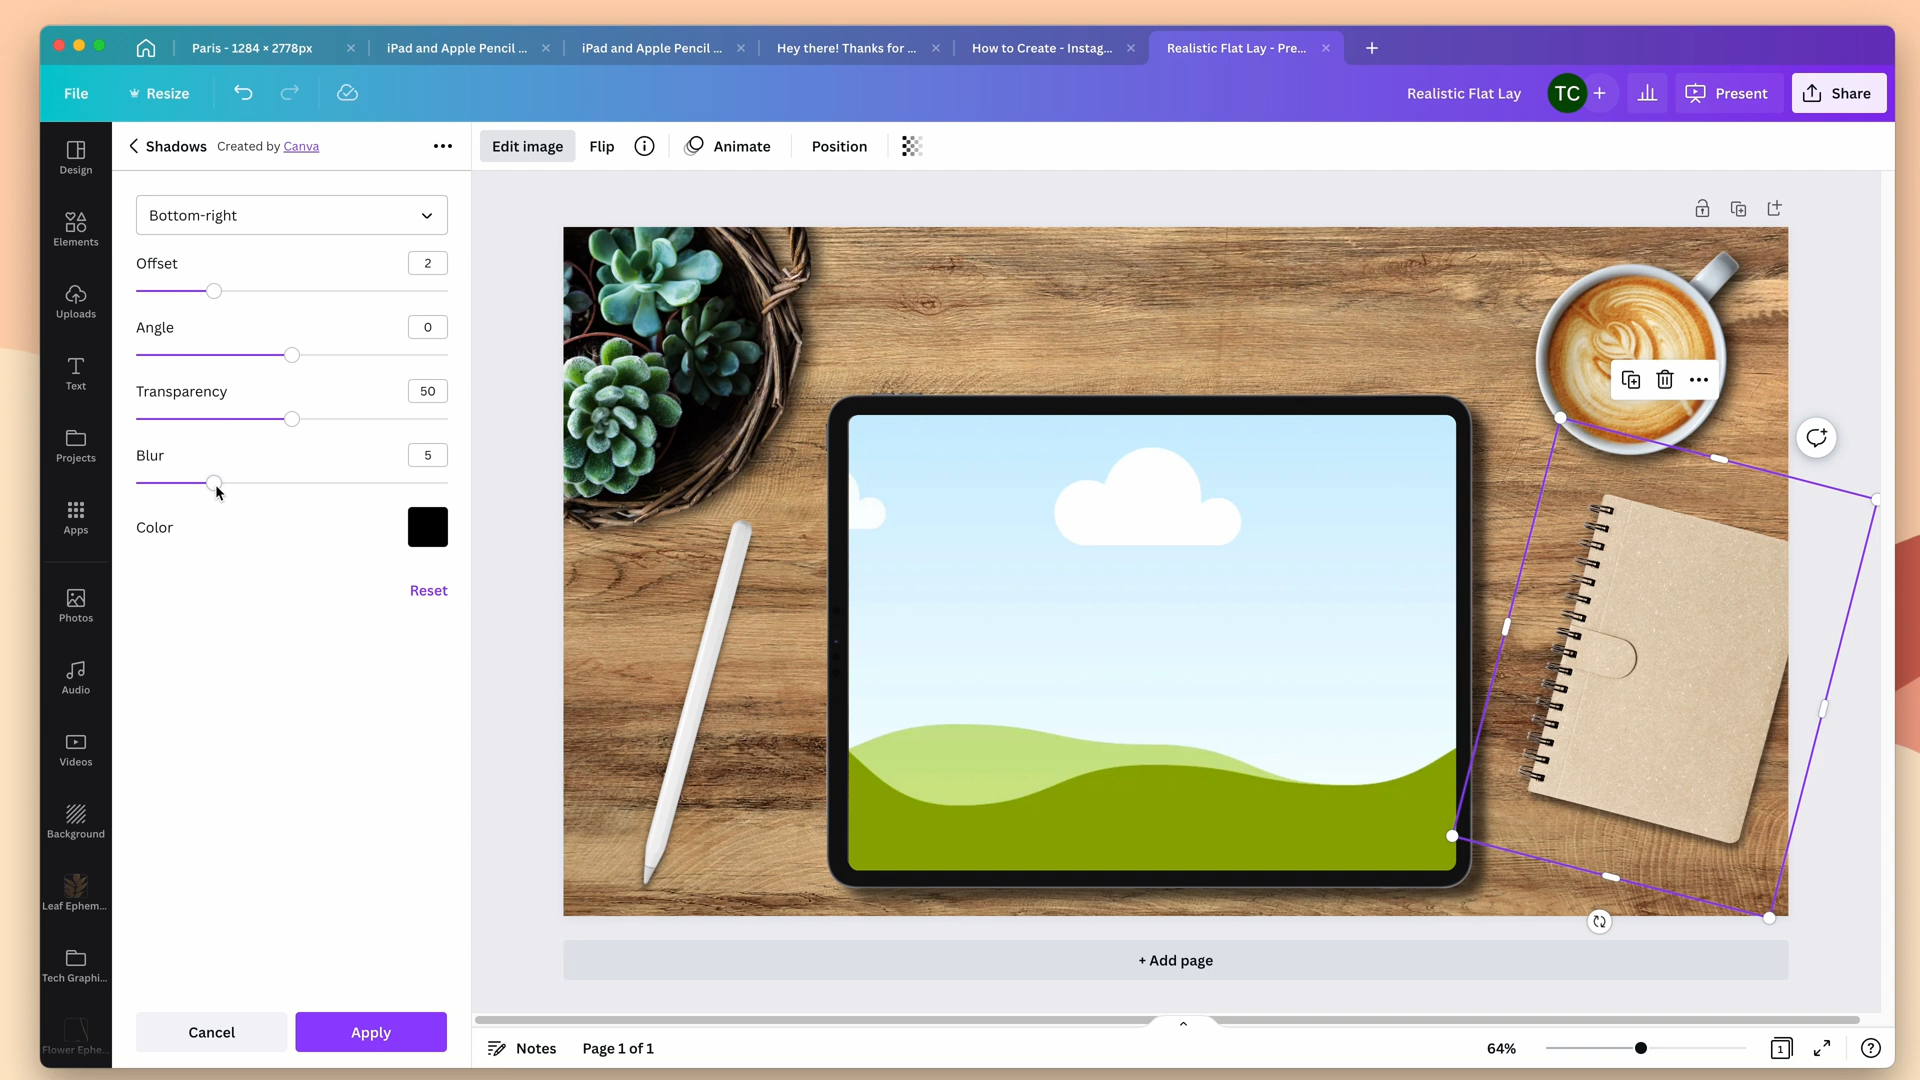 Paris - 1284 × 2778px
iPad and Apple Pencil ...
iPad and Apple Pencil ...
Hey there! Thanks for ...
How to Create - Instag...
Realistic Flat Lay - Pre...
File
Resize
Realistic Flat Lay
TC
Present
Share
Design
Elements
Uploads
Text
Projects
Apps
Photos
Audio
Videos
Background
Leaf Ephem...
Tech Graphi...
Flower Ephe...
Shadows Created by Canva
Bottom-right
Offset 2
Angle 0
Transparency 50
Blur 5
Color
Reset
Cancel
Apply
Edit image
Flip
Animate
Position
+ Add page
Notes
Page 1 of 1
64%
1